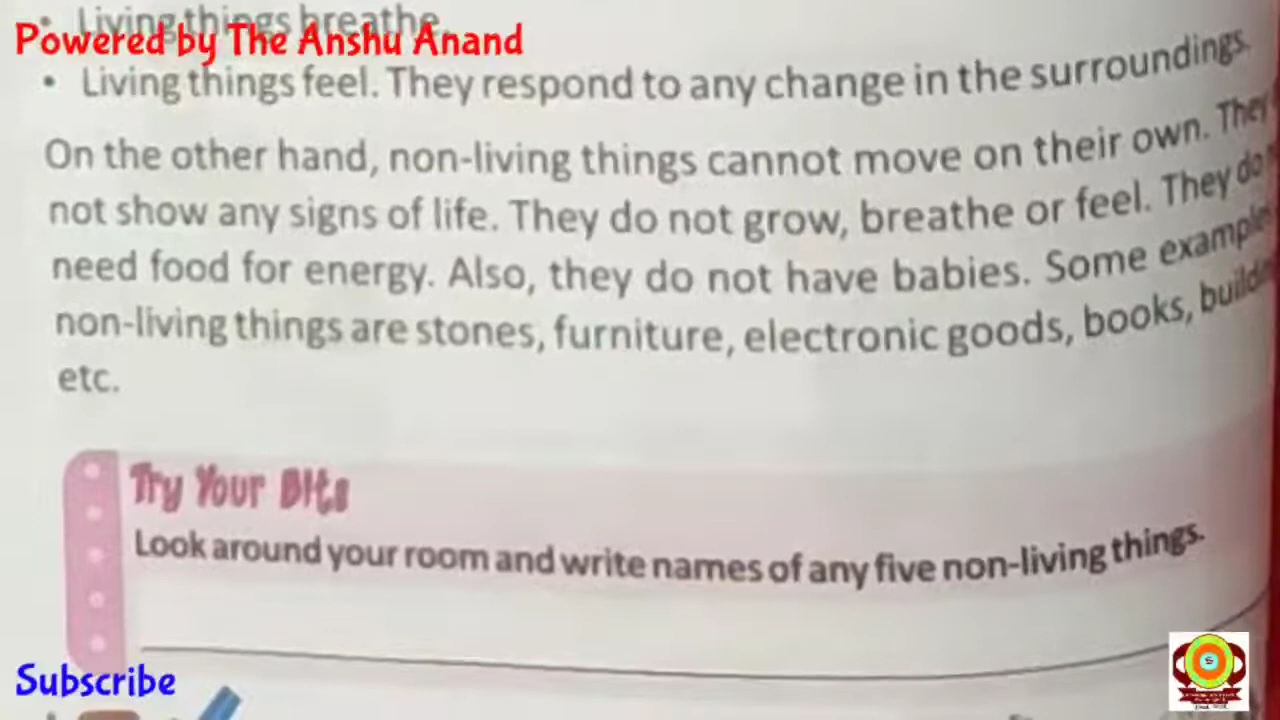 • Living things breathe.
Powered by The Anshu Anand
• Living things feel. They respond to any change in the surroundings.
On the other hand, non-living things cannot move on their own. They
not show any signs of life. They do not grow, breathe or feel. They do
need food for energy. Also, they do not have babies. Some example
non-living things are stones, furniture, electronic goods, books, build
etc.
Try Your Bits
Look around your room and write names of any five non-living things.
Subscribe
S